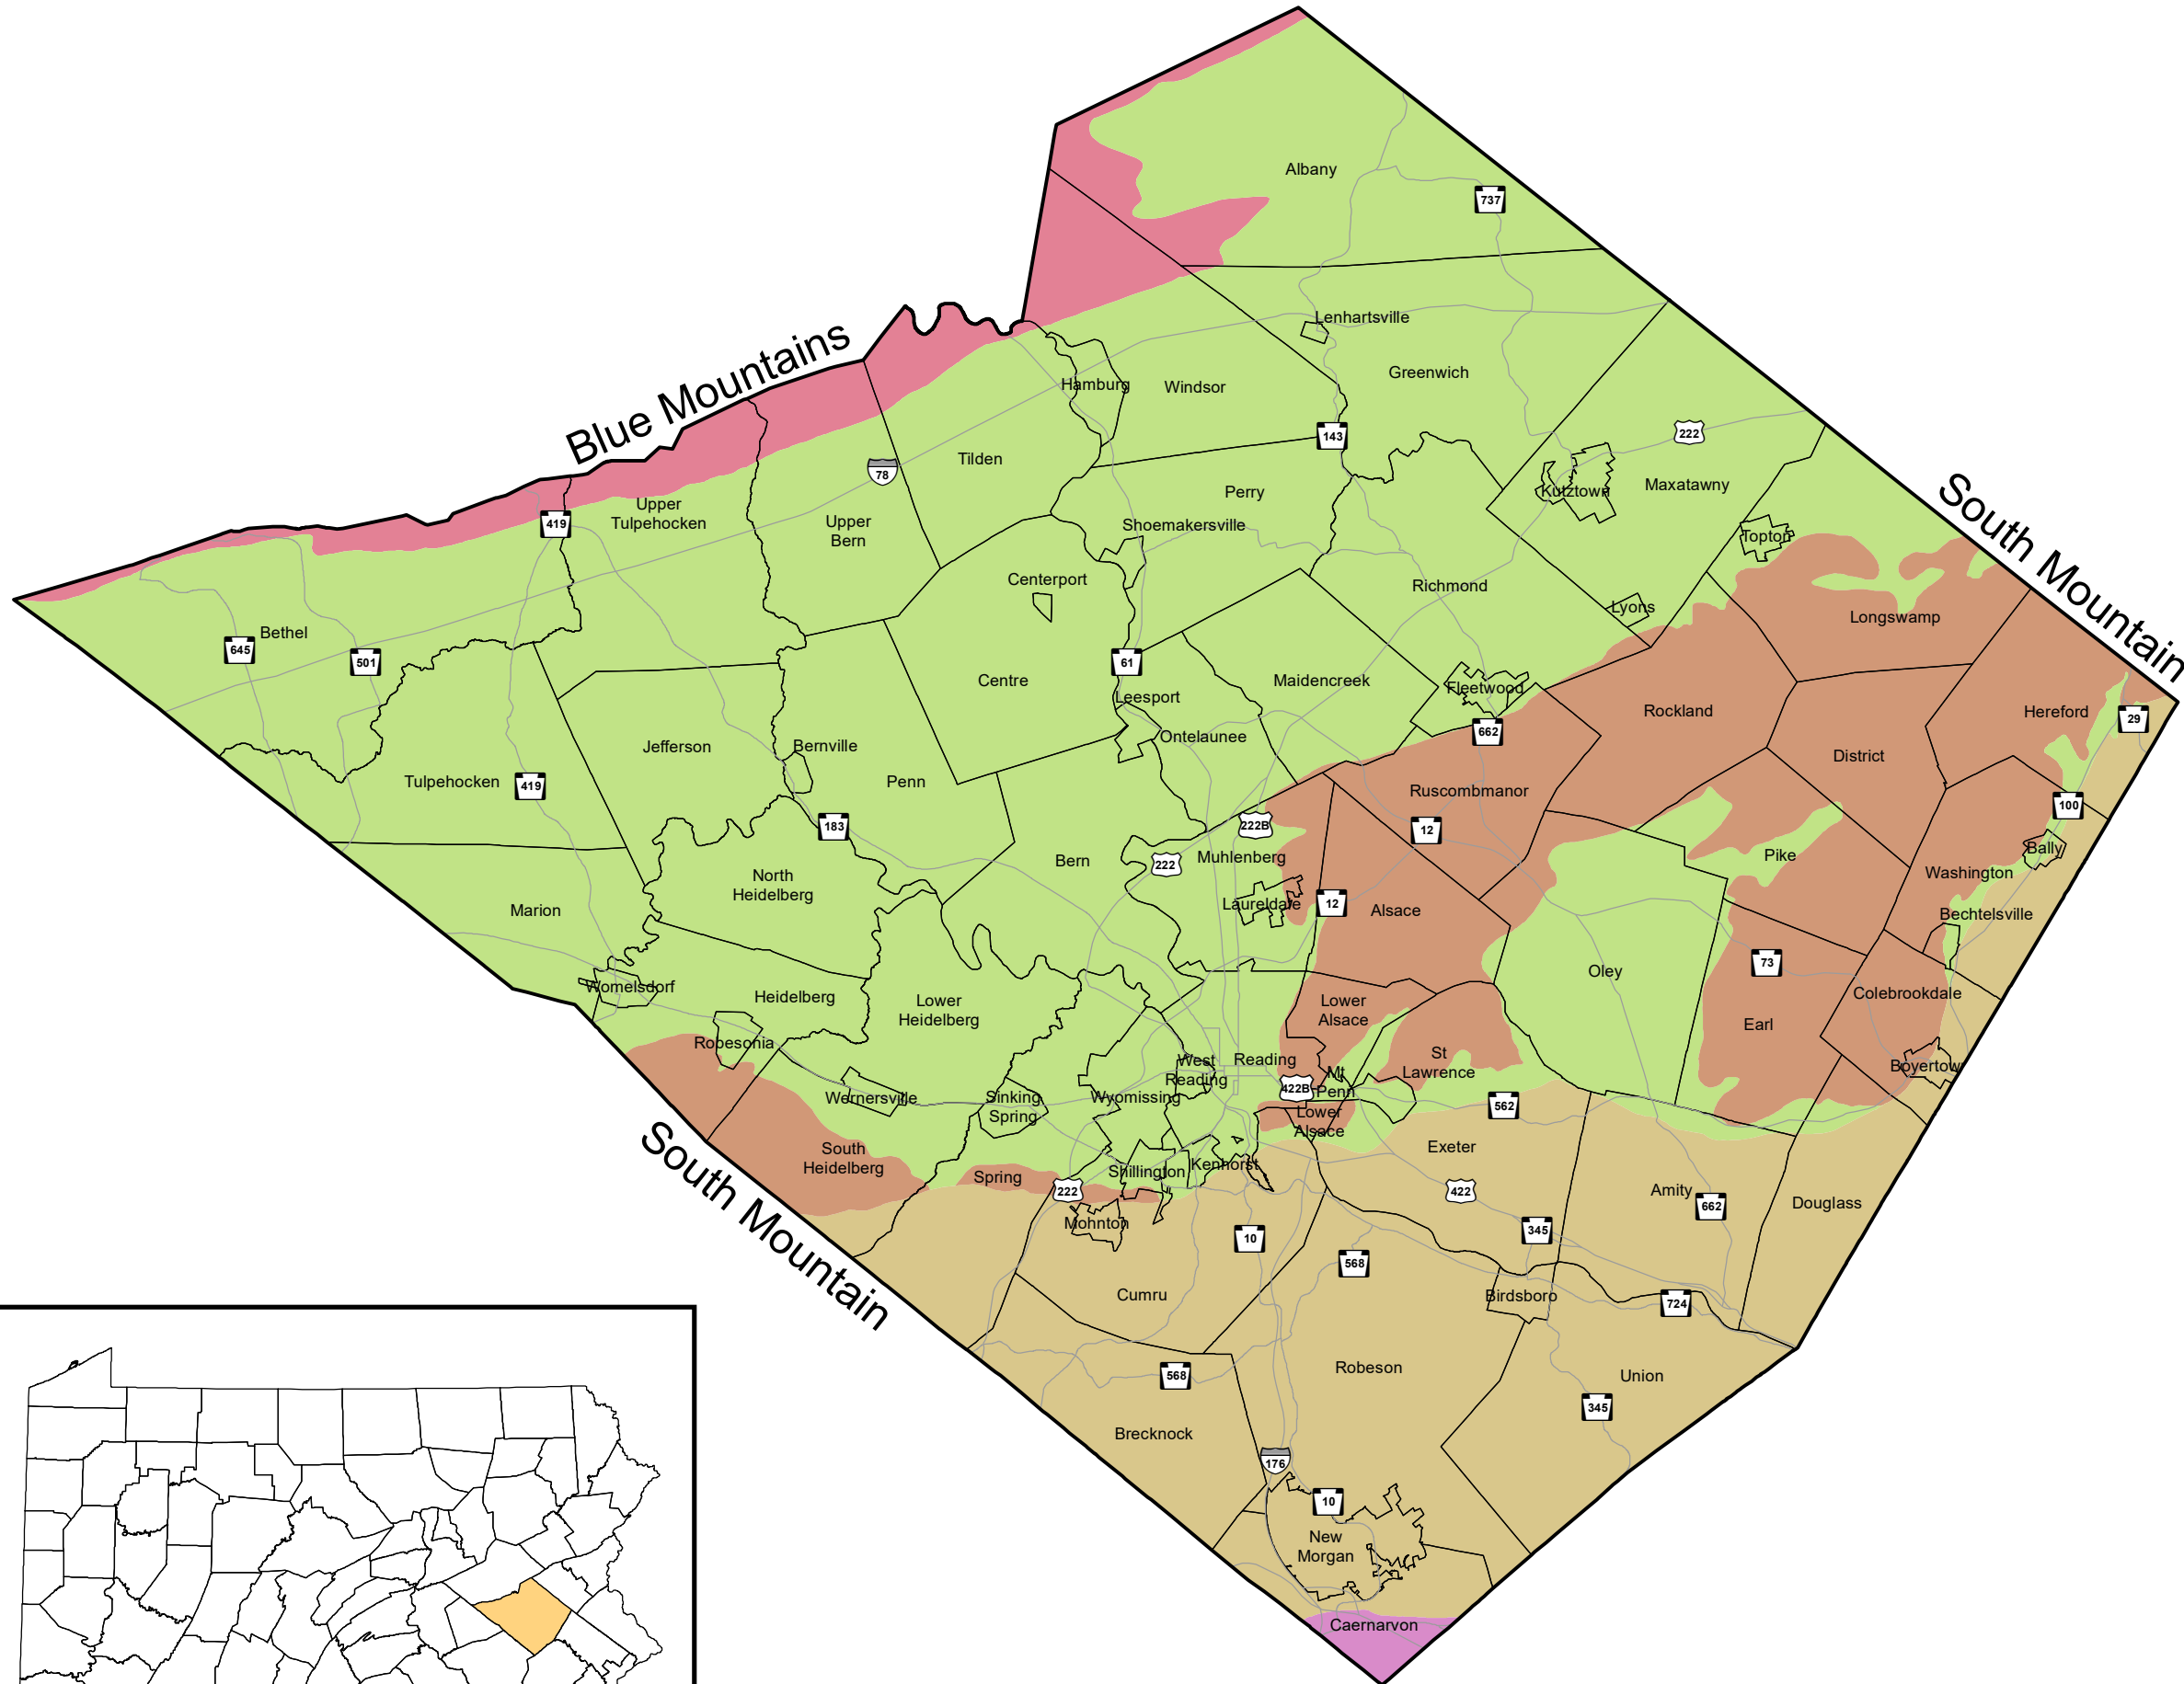 Albany
737
Lenhartsville
Blue Mountains
Hamburg
Windsor
Greenwich
143
222
Tilden
78
Kutztown
Maxatawny
South Mountain
Perry
Upper
Tulpehocken
419
Upper
Bern
Shoemakersville
Topton
Centerport
Richmond
Lyons
Longswamp
Bethel
645
501
61
Centre
Maidencreek
Fleetwood
Leesport
Rockland
Hereford
29
662
Ontelaunee
Jefferson
Bernville
District
Tulpehocken
419
Penn
Ruscombmanor
100
183
222B
12
Bally
Muhlenberg
Pike
Bern
222
Washington
North
Heidelberg
Laureldale
12
Alsace
Marion
Bechtelsville
73
Oley
Womelsdorf
Heidelberg
Lower
Heidelberg
Lower
Alsace
Colebrookdale
Earl
Ropesonia
West
Reading
Reading
St
Lawrence
Boyertow
Mt
Penn
422B
Wernersville
Sinking
Spring
Wyomissing
562
Lower
Alsace
Exeter
South
Heidelberg
Kenhorst
Shillington
Spring
222
422
Amity
662
Douglass
South Mountain
Mohnton
10
345
568
Cumru
Birdsboro
724
568
Robeson
Union
345
Brecknock
176
10
New
Morgan
Caernarvon